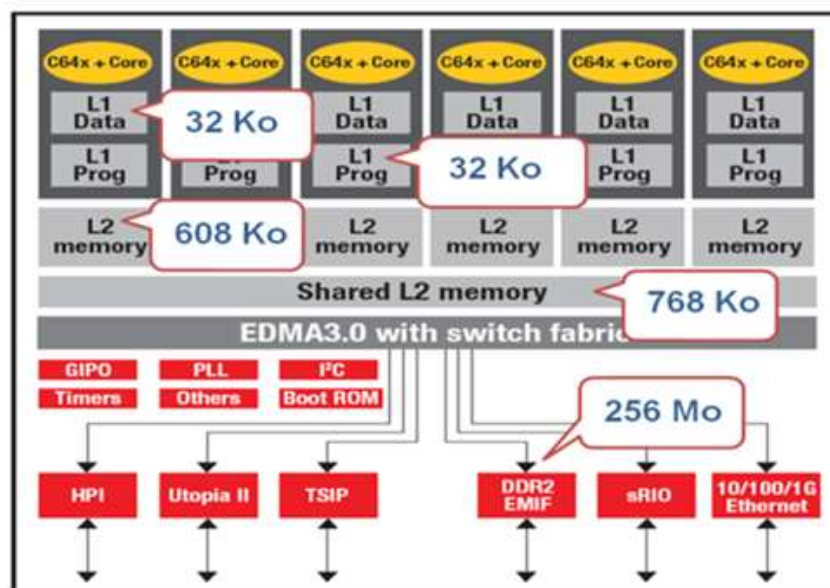 C64x + Core C64x + Core C64x + Core C64x + Core C64x + Core C64x + Core
L1 L1 L1 L1 L1
Data Data Data Data Data
32 Ko
L1 L1 L1 L1
Prog Prog Prog Prog Prog
32 Ko
L2 L2 L2 L2 L2
memory memory memory memory memory
608 Ko
Shared L2 memory
768 Ko
EDMA3.0 with switch fabric
GIPO PLL I²C
Timers Others Boot ROM
256 Mo
HPI
Utopia II
TSIP
DDR2
EMIF
sRIO
10/100/1G
Ethernet